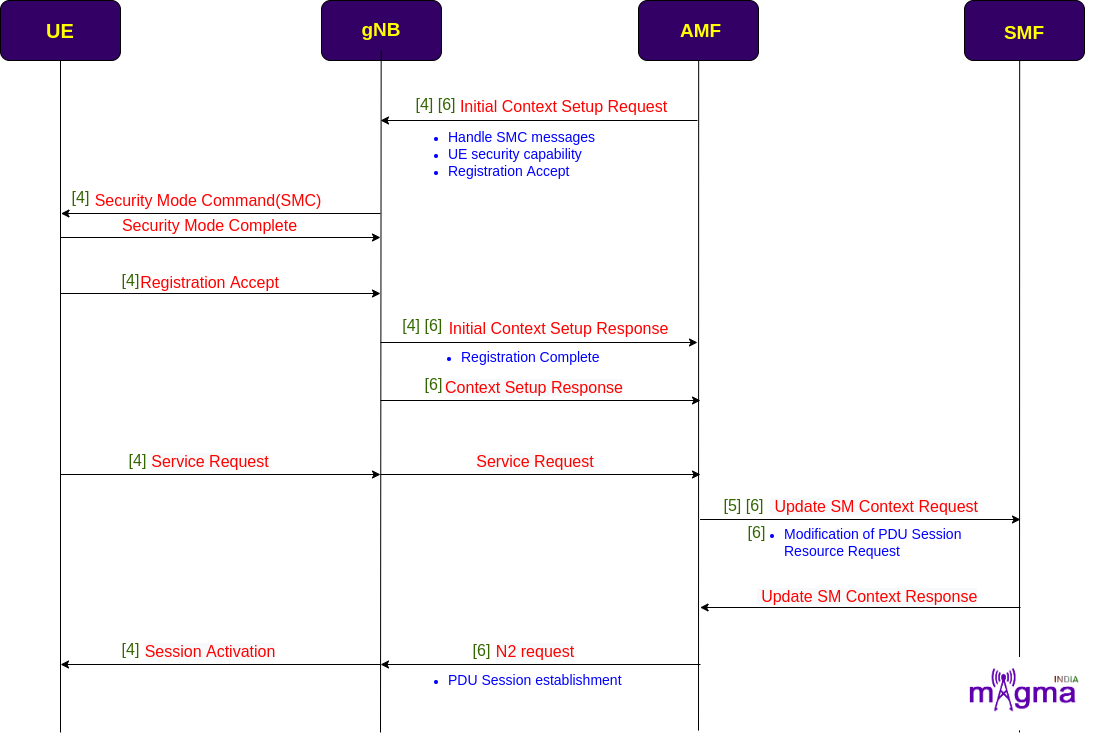 UE
gNB
AMF
SMF
[4] [6] Initial Context Setup Request
Handle SMC messages
UE security capability
Registration Accept
[4] Security Mode Command(SMC)
Security Mode Complete
[4]Registration Accept
[4] [6] Initial Context Setup Response
Registration Complete
[6] Context Setup Response
[4] Service Request
Service Request
[5] [6] Update SM Context Request
[6] Modification of PDU Session
Resource Request
Update SM Context Response
[4] Session Activation
[6] N2 request
PDU Session establishment
INDIA
magma